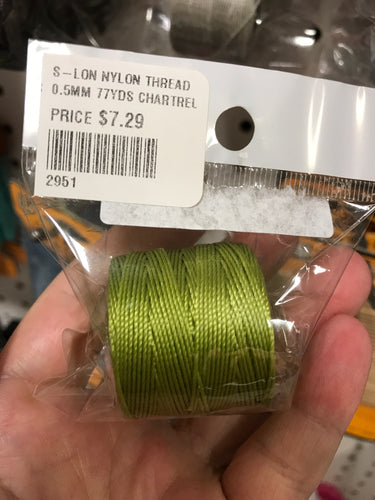 S-LON NYLON THREAD
0.5MM 77YDS CHARTREL
PRICE $7.29
2951